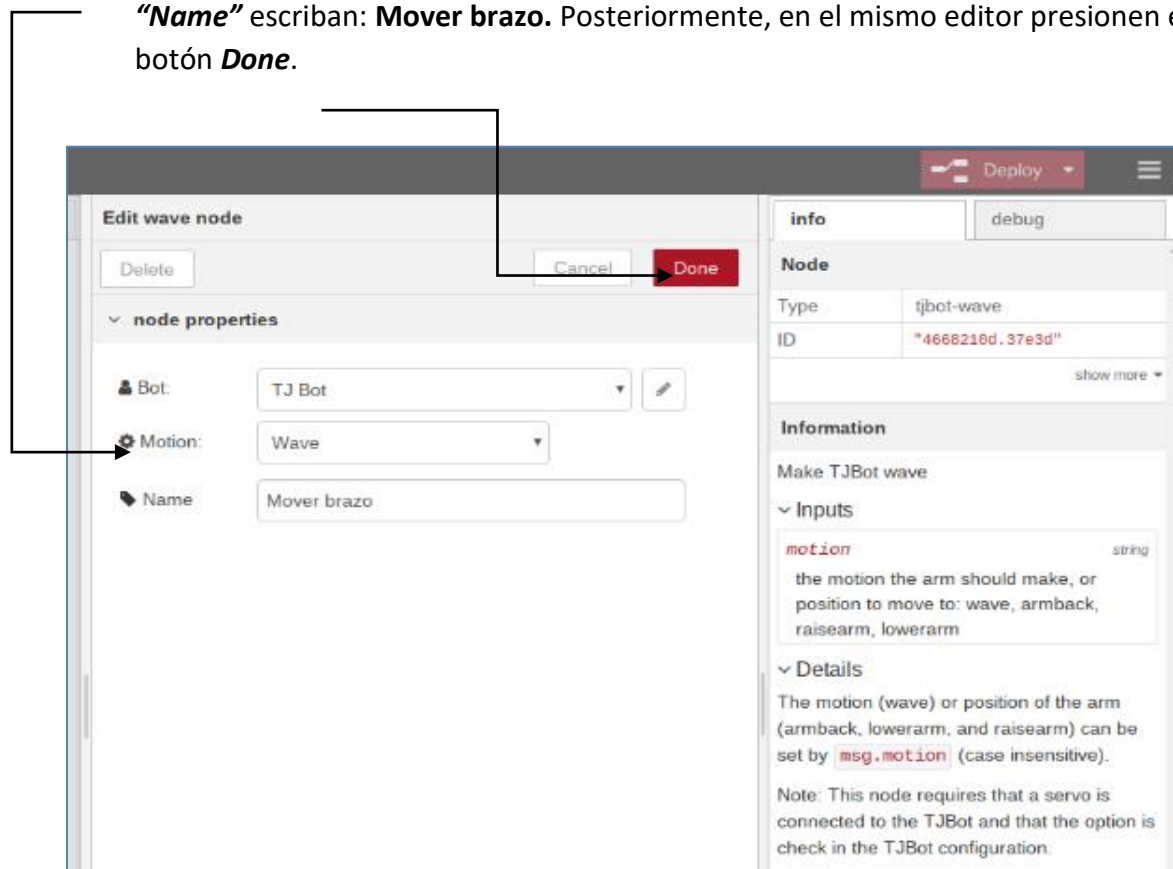 “Name” escriban: Mover brazo. Posteriormente, en el mismo editor presionen
botón Done.
Deploy
Edit wave node
Delete
Cancel
Done
node properties
Bot:
TJ Bot
Motion:
Wave
Name
Mover brazo
info
debug
Node
Type
tjbot-wave
ID
"4668210d.37e3d"
show more
Information
Make TJBot wave
Inputs
motion
string
the motion the arm should make, or
position to move to: wave, armback,
raisearm, lowerarm
Details
The motion (wave) or position of the arm
(armback, lowerarm, and raisearm) can be
set by msg.motion (case insensitive).
Note: This node requires that a servo is
connected to the TJBot and that the option is
check in the TJBot configuration.